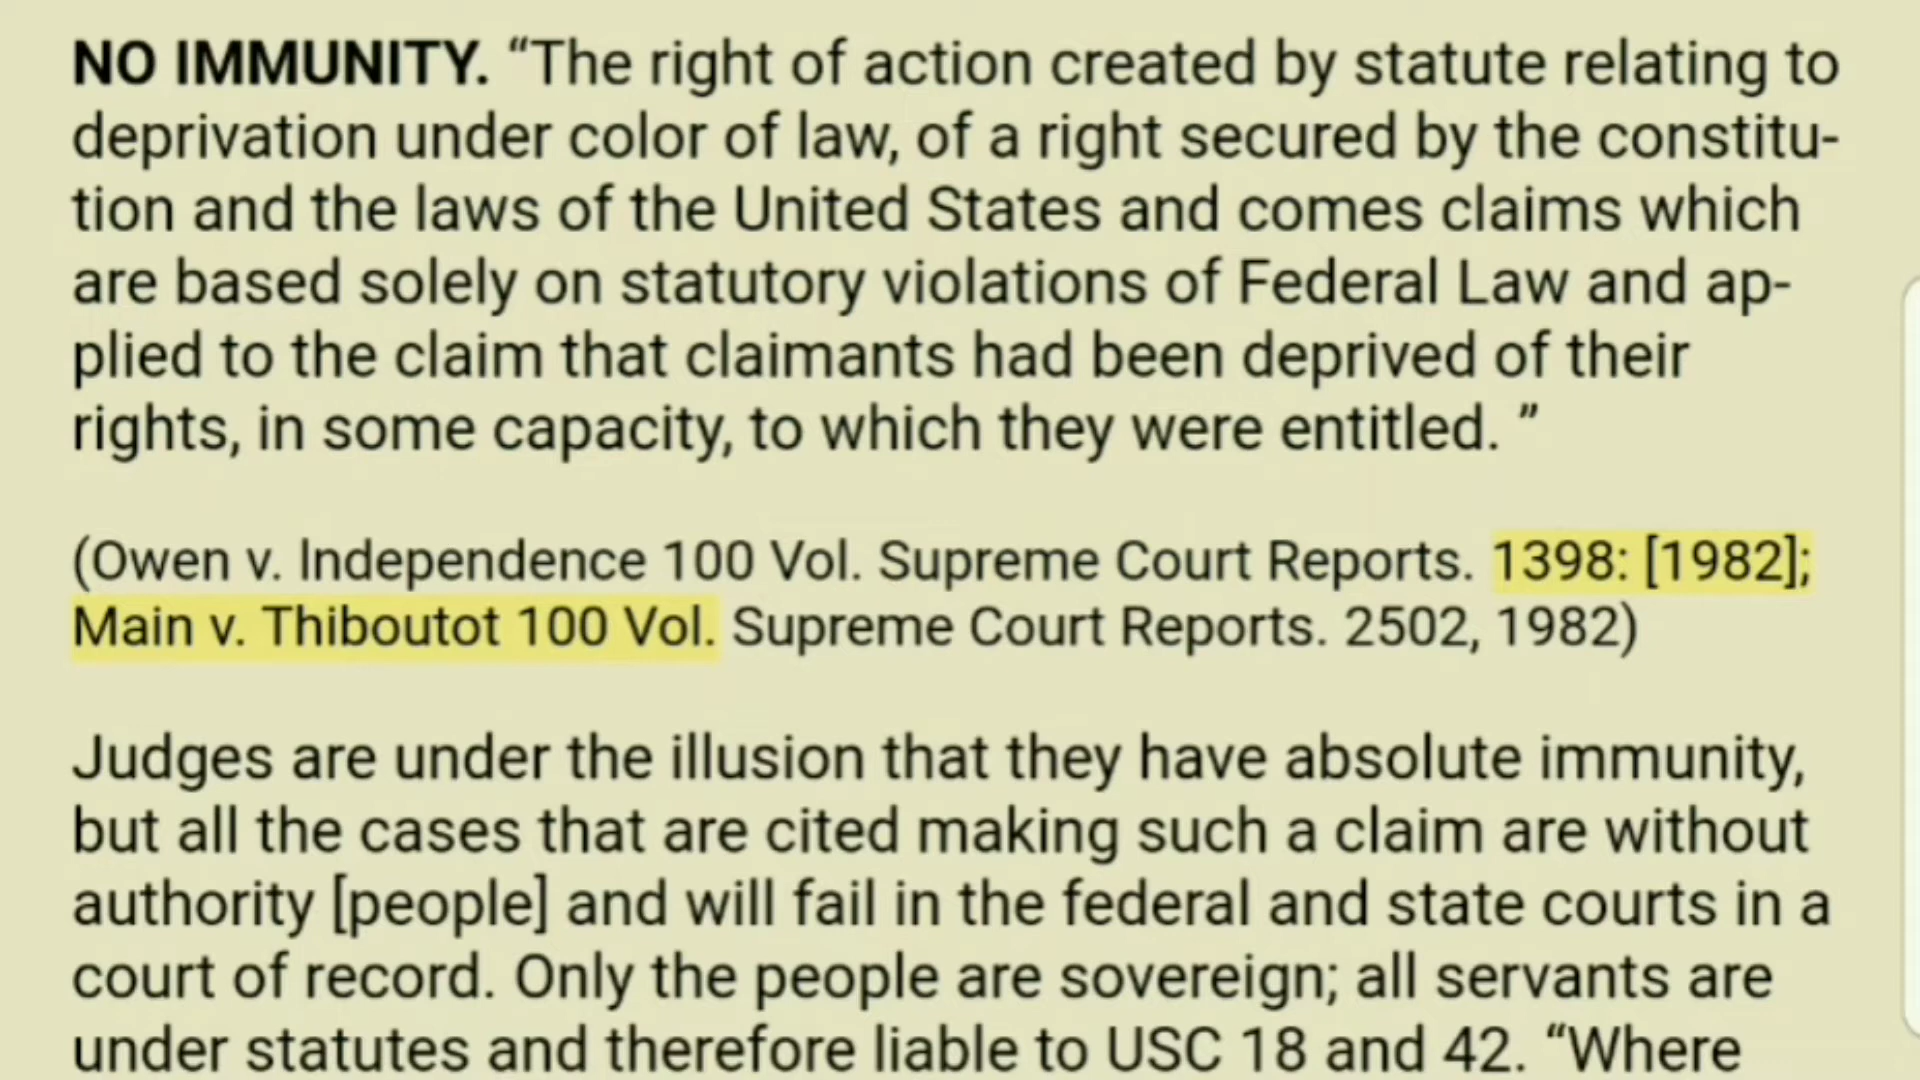 NO IMMUNITY. “The right of action created by statute relating to
deprivation under color of law, of a right secured by the constitu-
tion and the laws of the United States and comes claims which
are based solely on statutory violations of Federal Law and ap-
plied to the claim that claimants had been deprived of their
rights, in some capacity, to which they were entitled. ”
(Owen v. Independence 100 Vol. Supreme Court Reports. 1398: [1982];
Main v. Thiboutot 100 Vol. Supreme Court Reports. 2502, 1982)
Judges are under the illusion that they have absolute immunity,
but all the cases that are cited making such a claim are without
authority [people] and will fail in the federal and state courts in a
court of record. Only the people are sovereign; all servants are
under statutes and therefore liable to USC 18 and 42. “Where